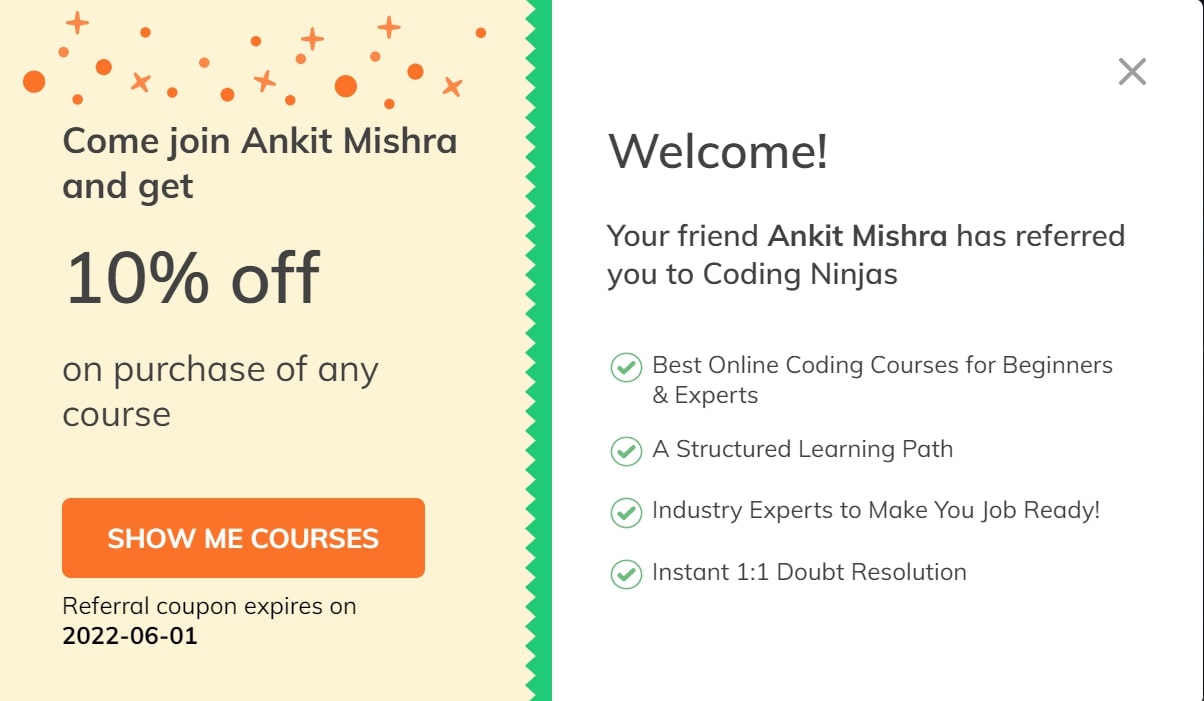 Come join Ankit Mishra
and get
10% off
on purchase of any
course
SHOW ME COURSES
Referral coupon expires on
2022-06-01
Welcome!
Your friend Ankit Mishra has referred
you to Coding Ninjas
Best Online Coding Courses for Beginners
& Experts
A Structured Learning Path
Industry Experts to Make You Job Ready!
Instant 1:1 Doubt Resolution